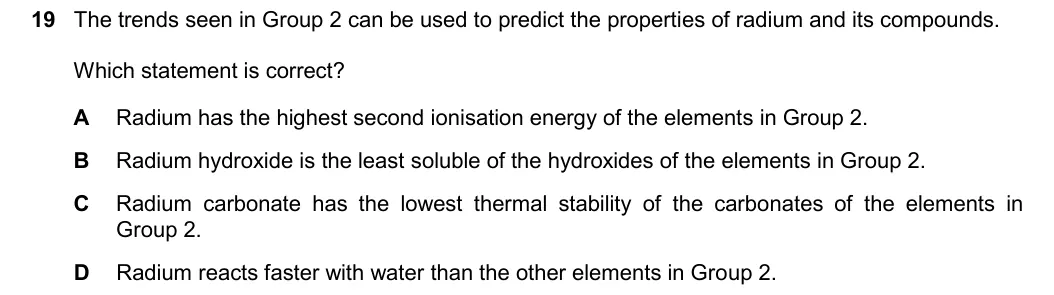 19 The trends seen in Group 2 can be used to predict the properties of radium and its compounds.
Which statement is correct?
A Radium has the highest second ionisation energy of the elements in Group 2.
B Radium hydroxide is the least soluble of the hydroxides of the elements in Group 2.
C Radium carbonate has the lowest thermal stability of the carbonates of the elements in
Group 2.
D Radium reacts faster with water than the other elements in Group 2.